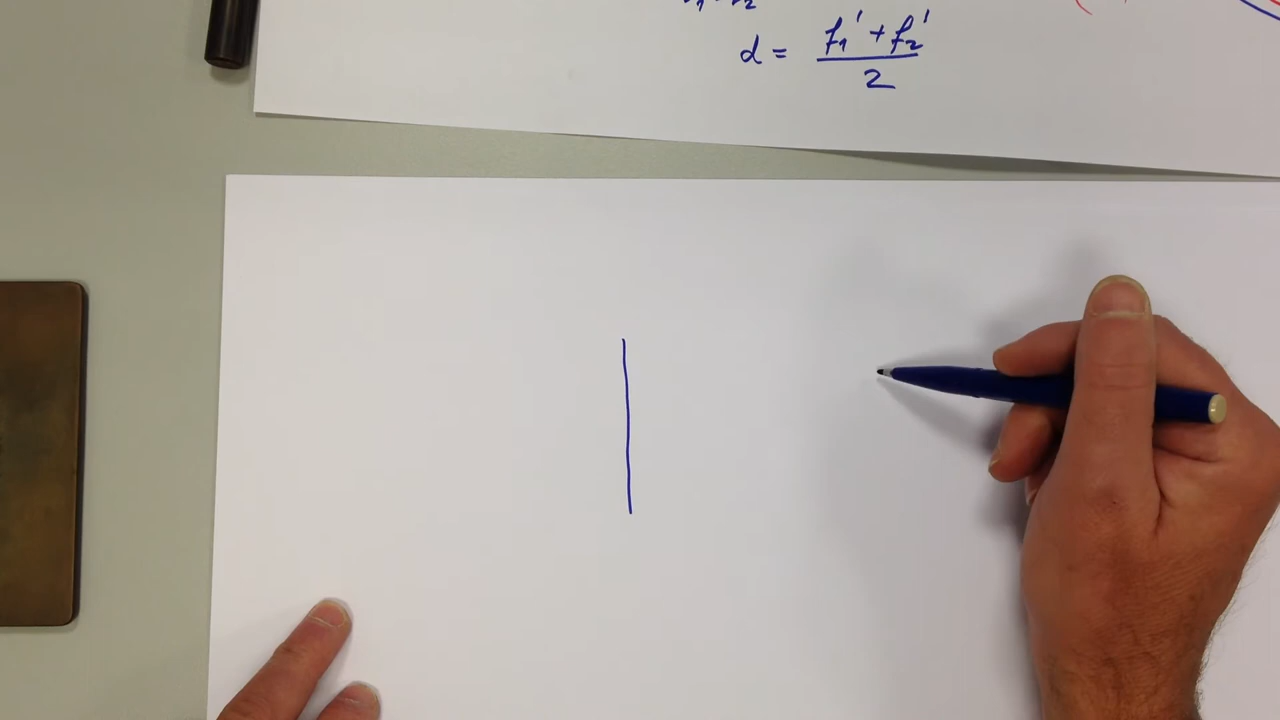 d = f₁' + f₂' / 2